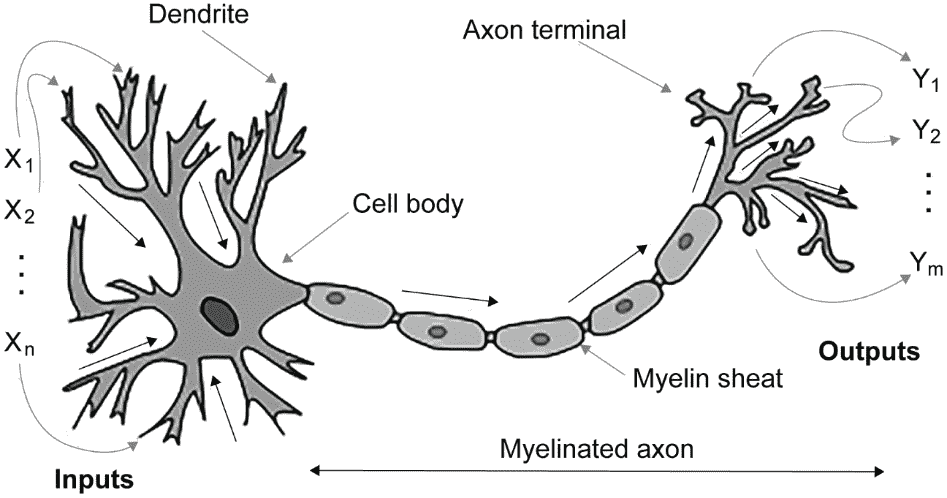 Dendrite
Axon terminal
X1
X2
⋮
Xn
Cell body
Y1
Y2
⋮
Ym
Outputs
Myelin sheat
Myelinated axon
Inputs